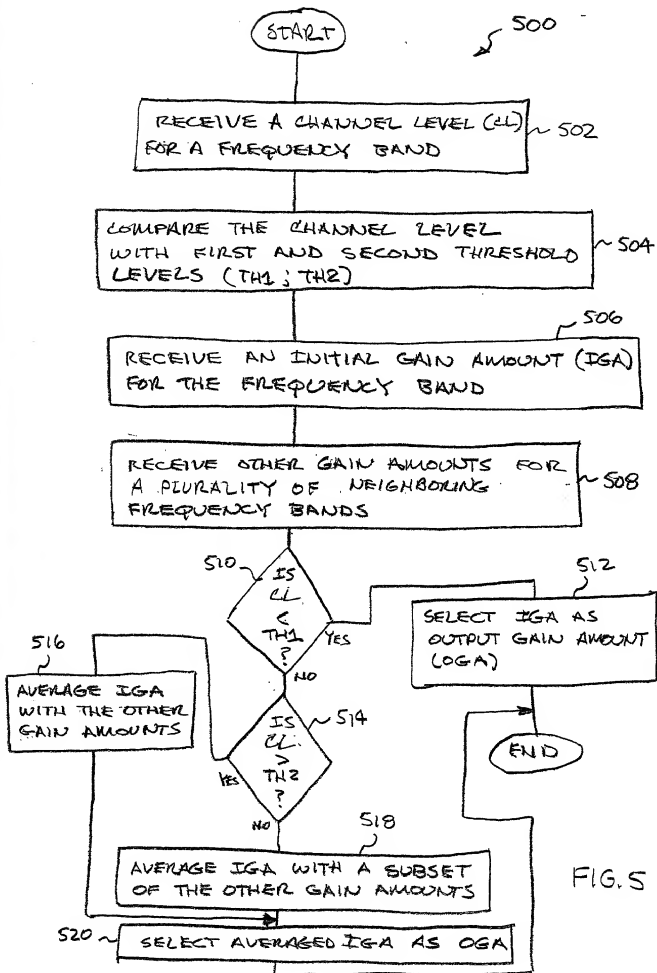 START
500
RECEIVE A CHANNEL LEVEL (CL)
FOR A FREQUENCY BAND
502
COMPARE THE CHANNEL LEVEL
WITH FIRST AND SECOND THRESHOLD
LEVELS (TH1; TH2)
504
506
RECEIVE AN INITIAL GAIN AMOUNT (IGA)
FOR THE FREQUENCY BAND
RECEIVE OTHER GAIN AMOUNTS FOR
A PLURALITY OF NEIGHBORING
FREQUENCY BANDS
508
510
IS
CL
<
TH1
?
YES
NO
512
SELECT IGA AS
OUTPUT GAIN AMOUNT
(OGA)
END
516
AVERAGE IGA
WITH THE OTHER
GAIN AMOUNTS
514
IS
CL
>
TH2
?
YES
NO
518
AVERAGE IGA WITH A SUBSET
OF THE OTHER GAIN AMOUNTS
520
SELECT AVERAGED IGA AS OGA
FIG. 5